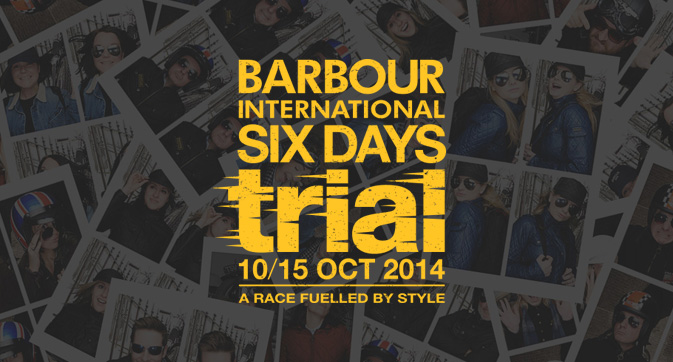 BARBOUR
INTERNATIONAL
SIX DAYS
trial
10/15 OCT 2014
A RACE FUELLED BY STYLE